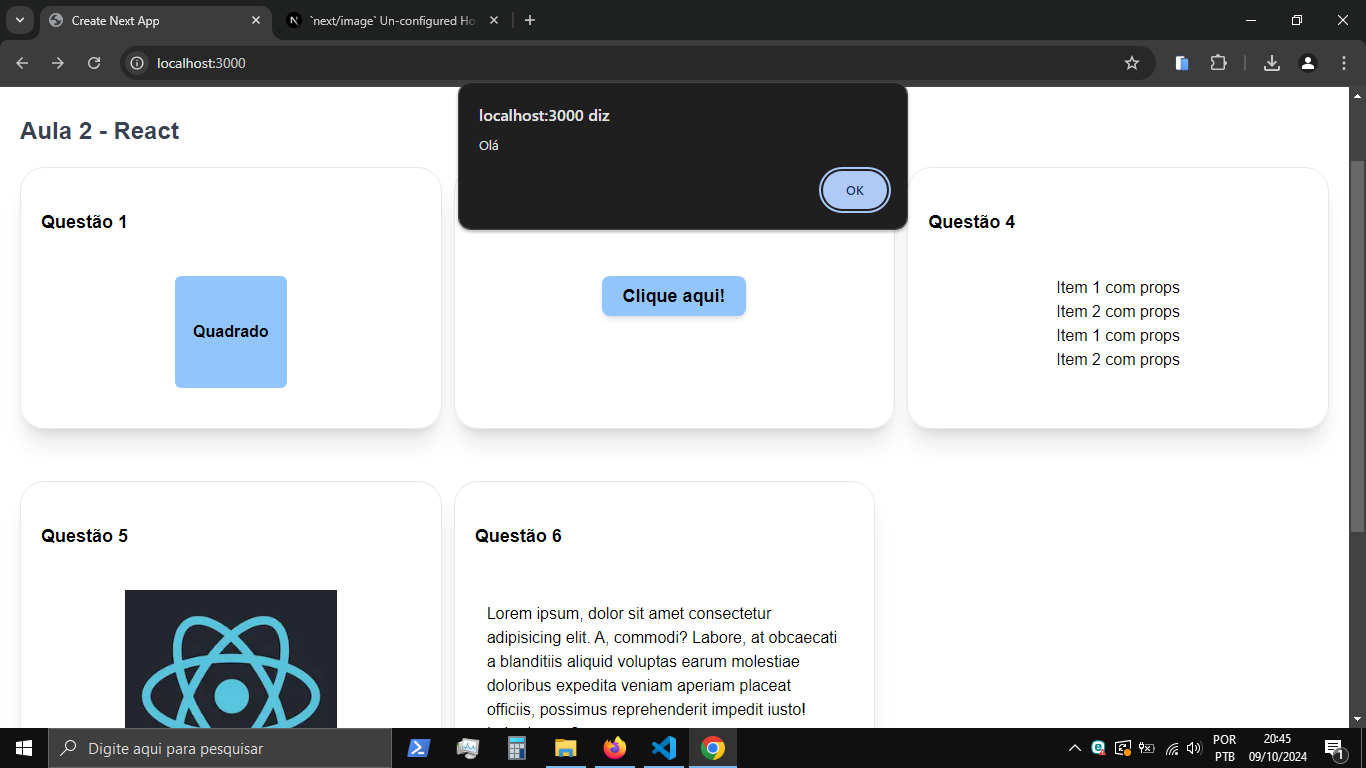 Create Next App
`next/image` Un-configured Ho
localhost:3000
Aula 2 - React
localhost:3000 diz
Olá
OK
Questão 1
Quadrado
Clique aqui!
Questão 4
Item 1 com props
Item 2 com props
Item 1 com props
Item 2 com props
Questão 5
Questão 6
Lorem ipsum, dolor sit amet consectetur
adipisicing elit. A, commodi? Labore, at obcaecati
a blanditiis aliquid voluptas earum molestiae
doloribus expedita veniam aperiam placeat
officiis, possimus reprehenderit impedit iusto!
Digite aqui para pesquisar
POR
PTB
20:45
09/10/2024
1